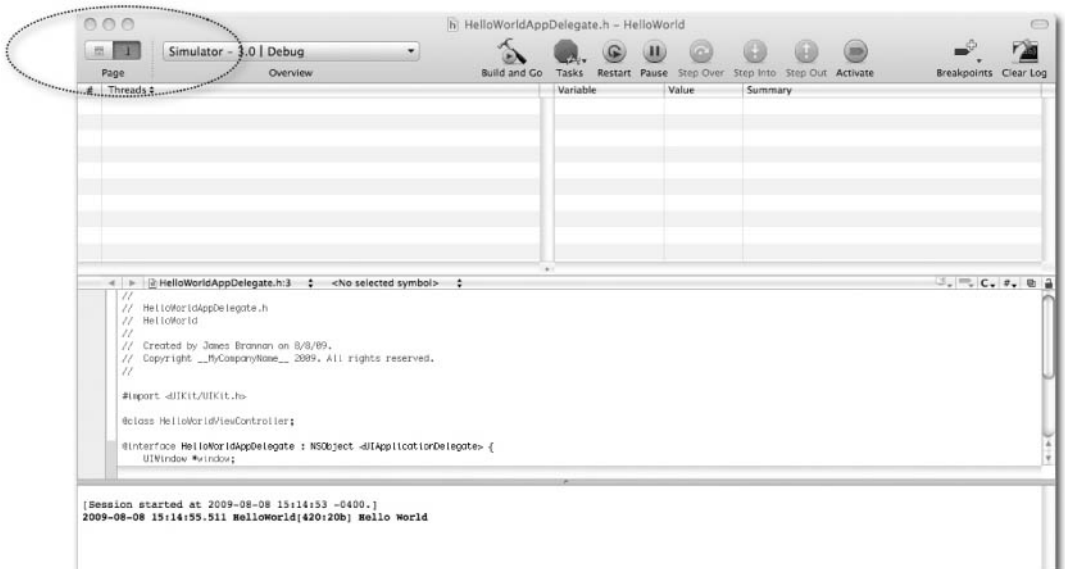 HelloWorldAppDelegate.h - HelloWorld
Simulator - 3.0 | Debug
Page
Overview
Build and Go
Tasks
Restart
Pause
Step Over
Step Into
Step Out
Activate
Breakpoints
Clear Log
# Threads
Variable
Value
Summary
HelloWorldAppDelegate.h:3
<No selected symbol>
C
#
//
// HelloWorldAppDelegate.h
// HelloWorld
//
// Created by James Brannan on 8/8/09.
// Copyright __MyCompanyName__ 2009. All rights reserved.
//
#import <UIKit/UIKit.h>
@class HelloWorldViewController;
@interface HelloWorldAppDelegate : NSObject <UIApplicationDelegate> {
UIWindow *window;
[Session started at 2009-08-08 15:14:53 -0400.]
2009-08-08 15:14:55.511 HelloWorld[420:20b] Hello World